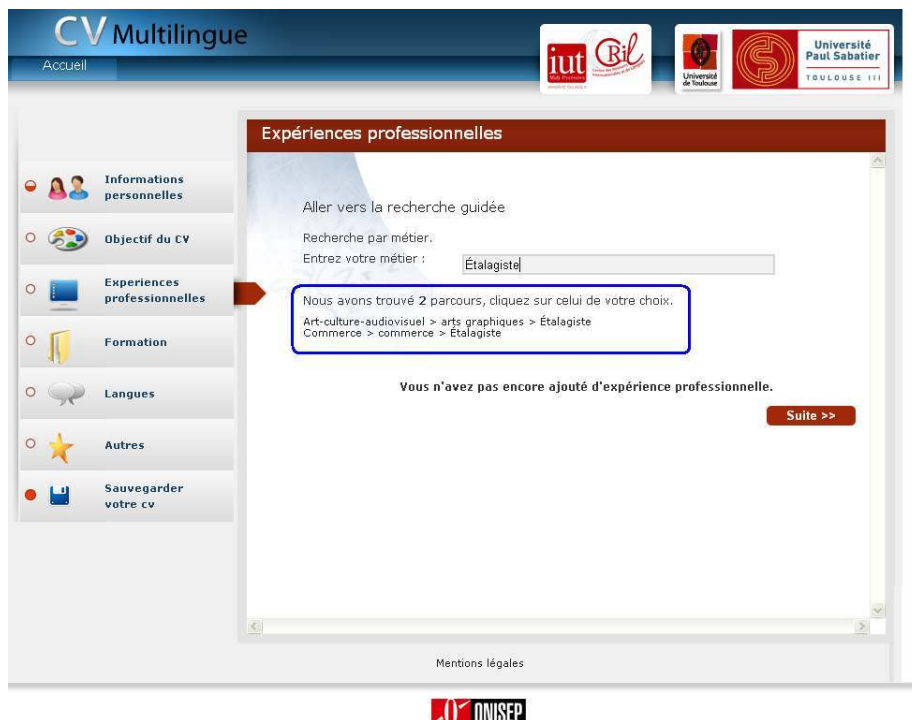 CV Multilingue
Accueil
iut
CRiL
Université
de Toulouse
Université
Paul Sabatier
TOULOUSE III
Expériences professionnelles
Informations
personnelles
Objectif du CV
Experiences
professionnelles
Formation
Langues
Autres
Sauvegarder
votre cv
Aller vers la recherche guidée
Recherche par métier.
Entrez votre métier :
Étalagiste
Nous avons trouvé 2 parcours, cliquez sur celui de votre choix.
Art-culture-audiovisuel > arts graphiques > Étalagiste
Commerce > commerce > Étalagiste
Vous n'avez pas encore ajouté d'expérience professionnelle.
Suite >>
Mentions légales
ONISEP